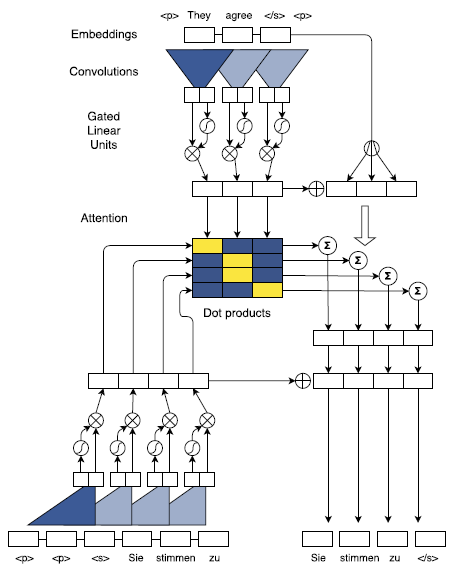 <p> They agree </s> <p>
Embeddings
Convolutions
Gated
Linear
Units
Attention
Σ
Σ
Σ
Σ
Dot products
<p> <p> <s> Sie stimmen zu
Sie stimmen zu </s>